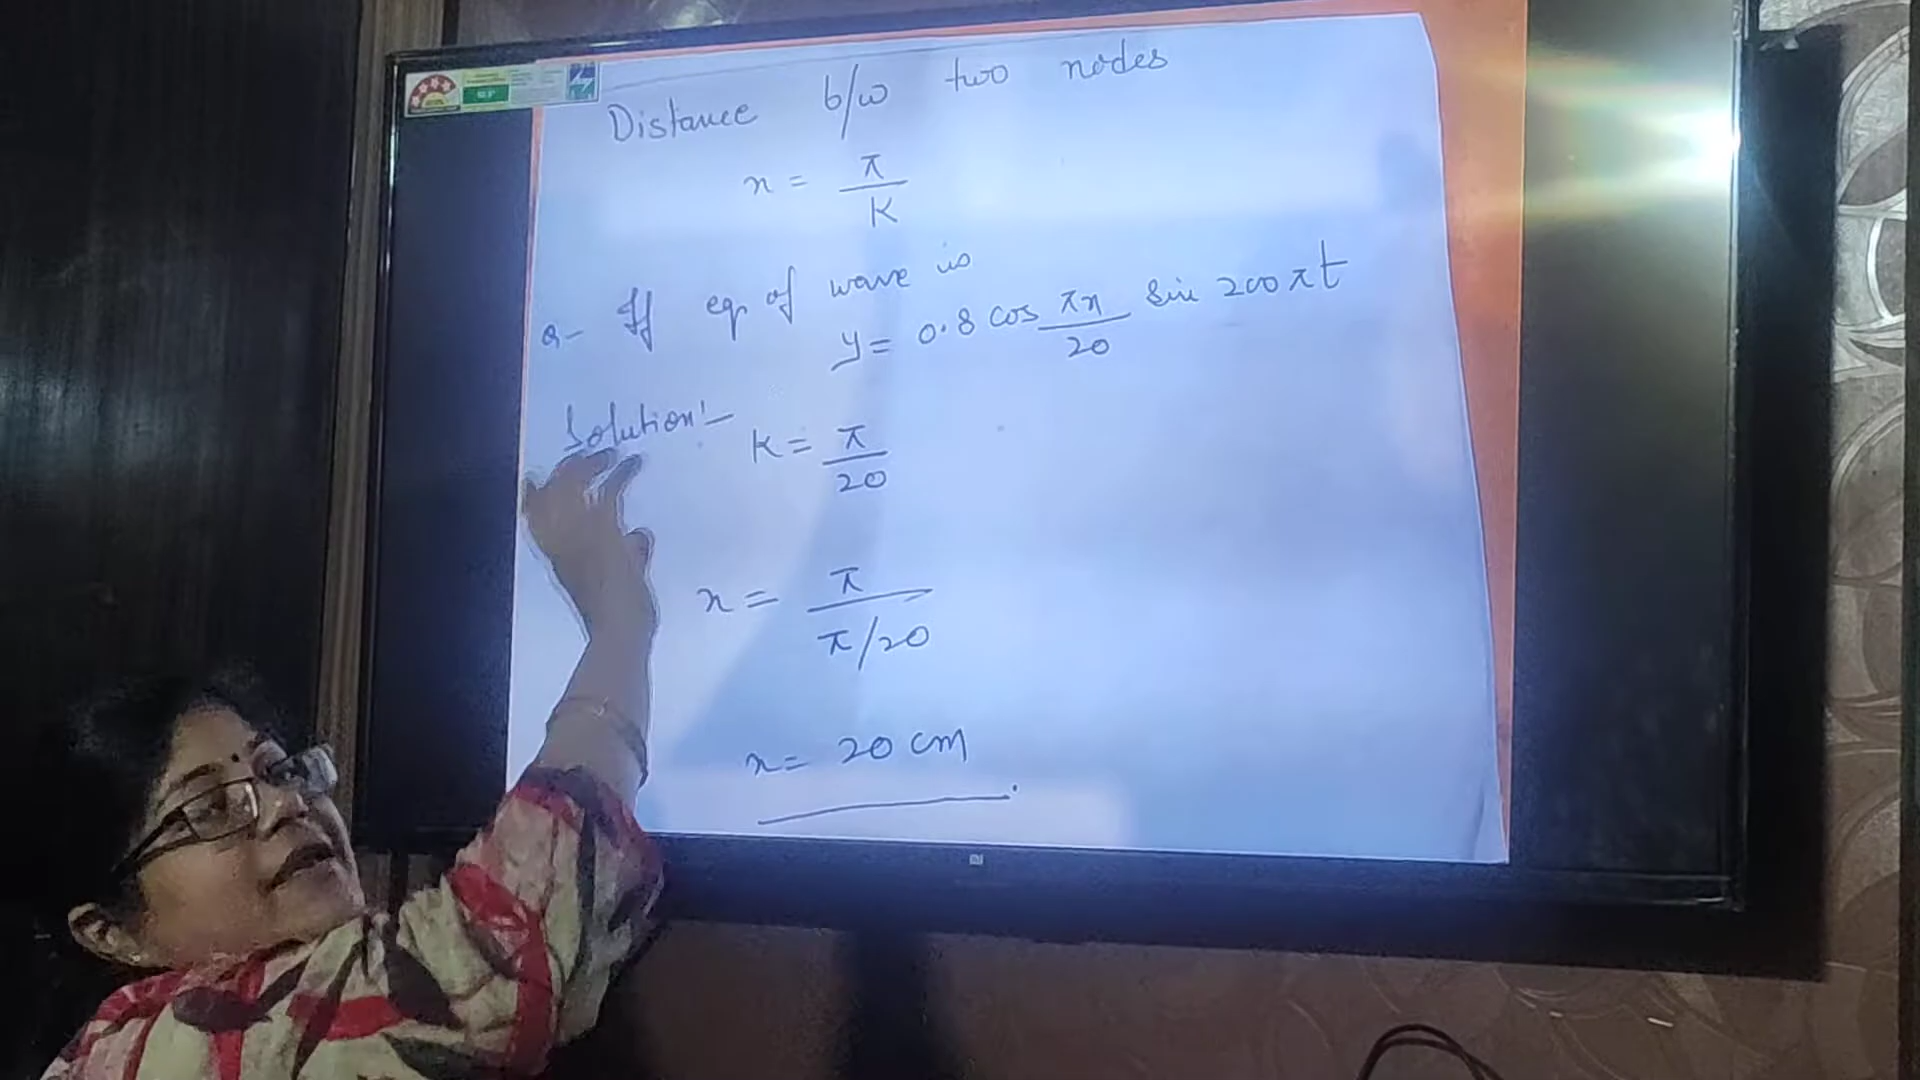 Distance b/w two nodes
x = π/K
Q- If eq of wave is
y = 0.8 cos πx/20 sin 200πt
Solution:-
K = π/20
x = π/π/20
x = 20 cm.